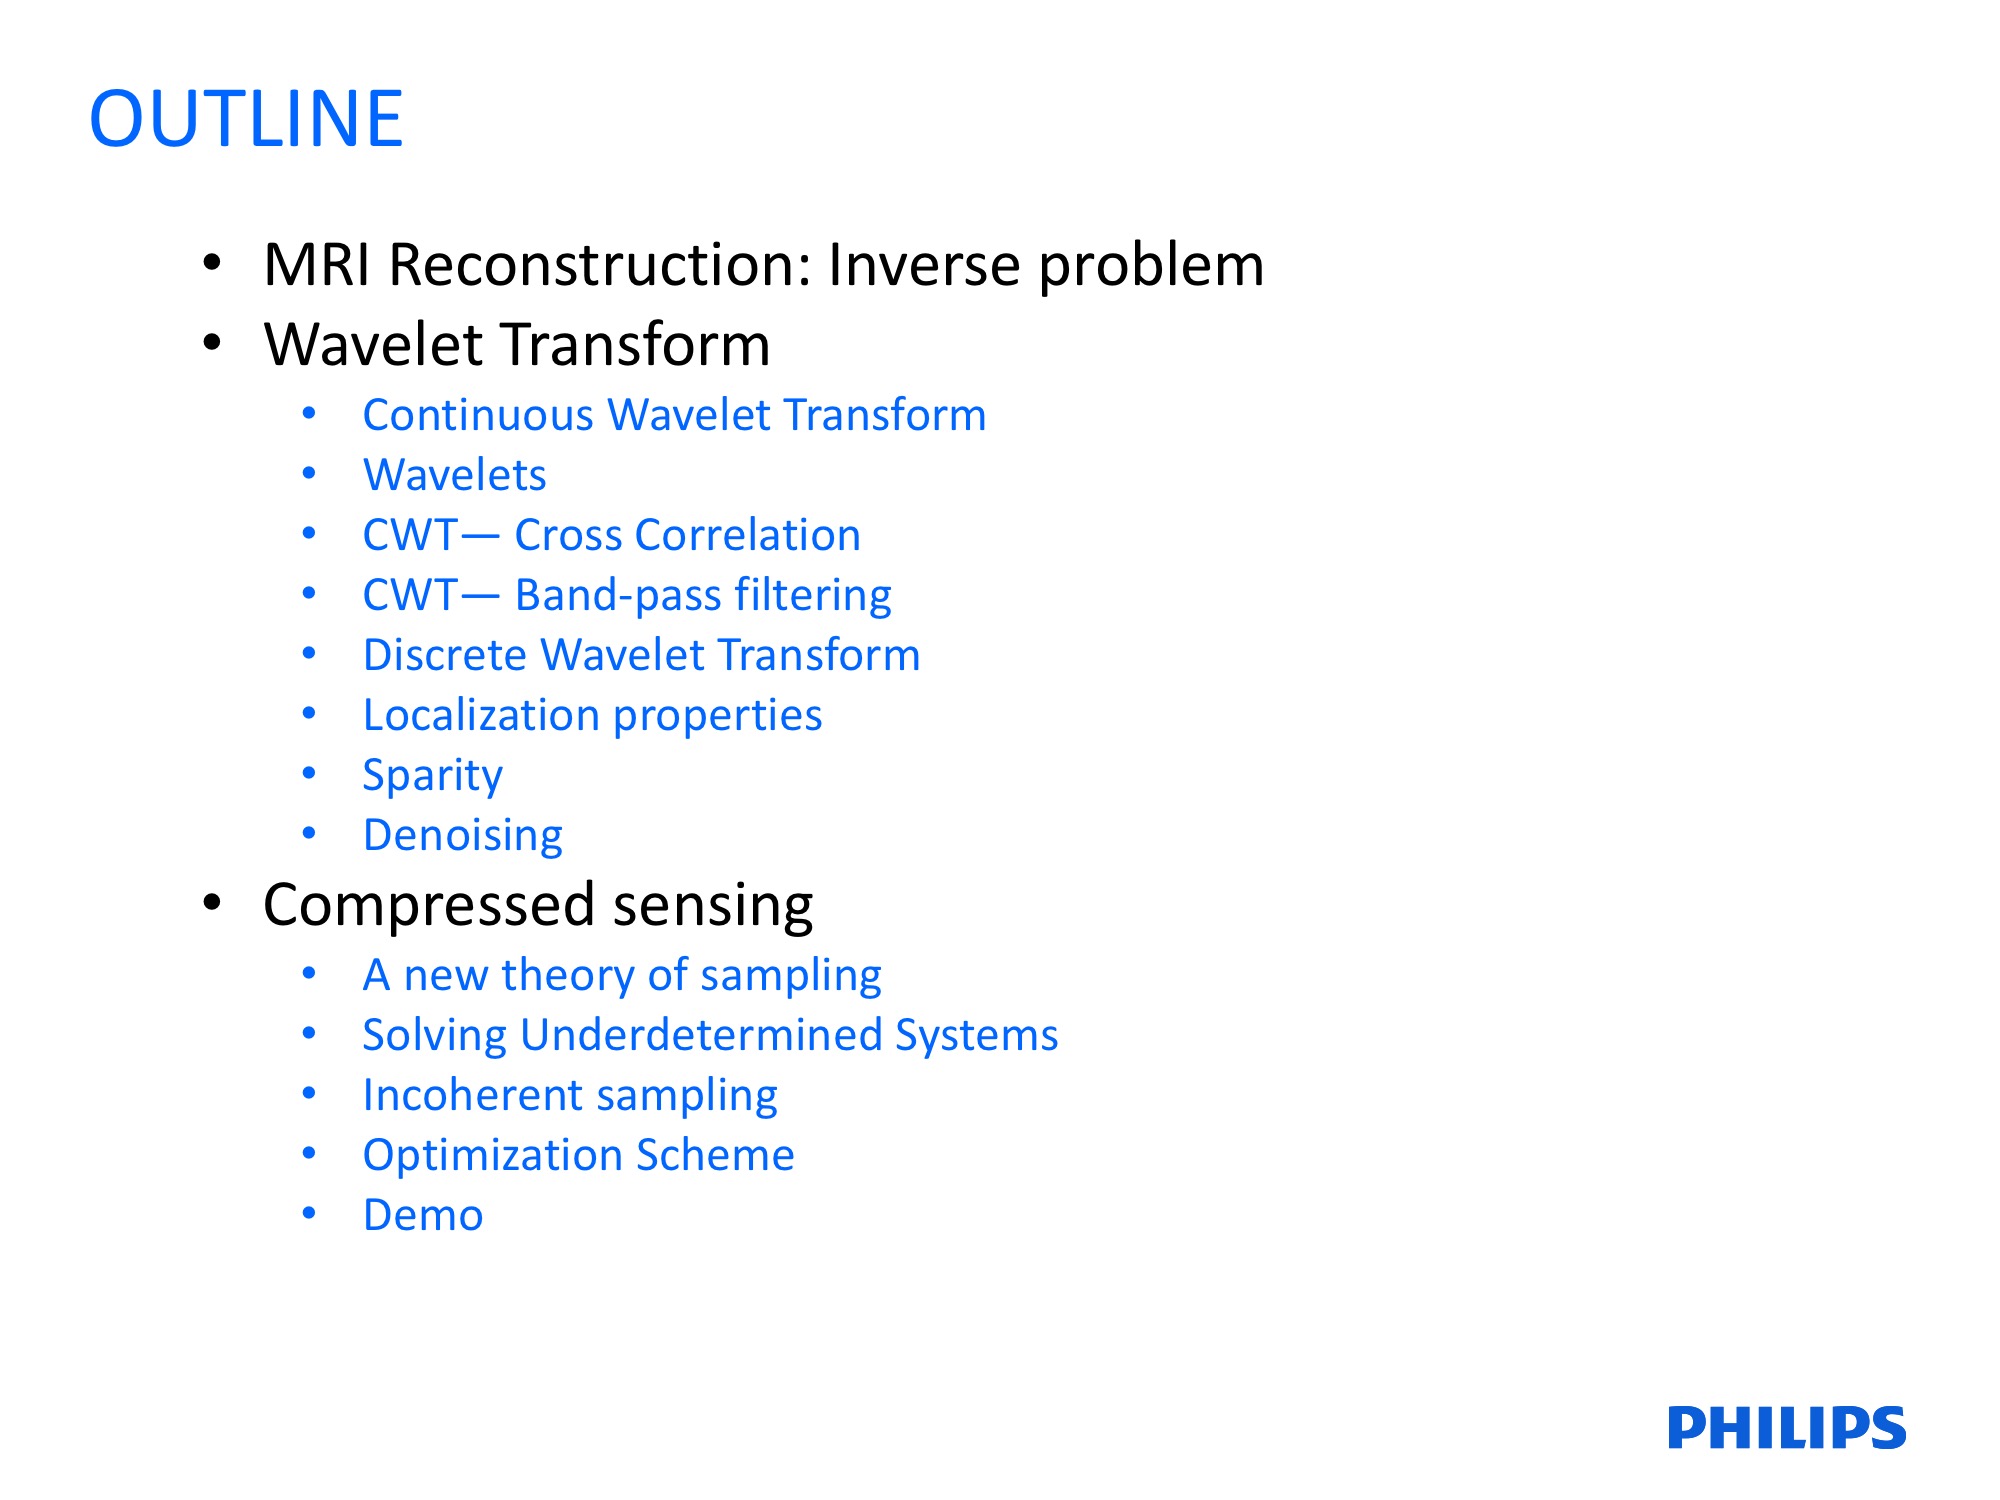 OUTLINE
• MRI Reconstruction: Inverse problem
• Wavelet Transform
• Continuous Wavelet Transform
• Wavelets
• CWT— Cross Correlation
• CWT— Band-pass filtering
• Discrete Wavelet Transform
• Localization properties
• Sparity
• Denoising
• Compressed sensing
• A new theory of sampling
• Solving Underdetermined Systems
• Incoherent sampling
• Optimization Scheme
• Demo
PHILIPS